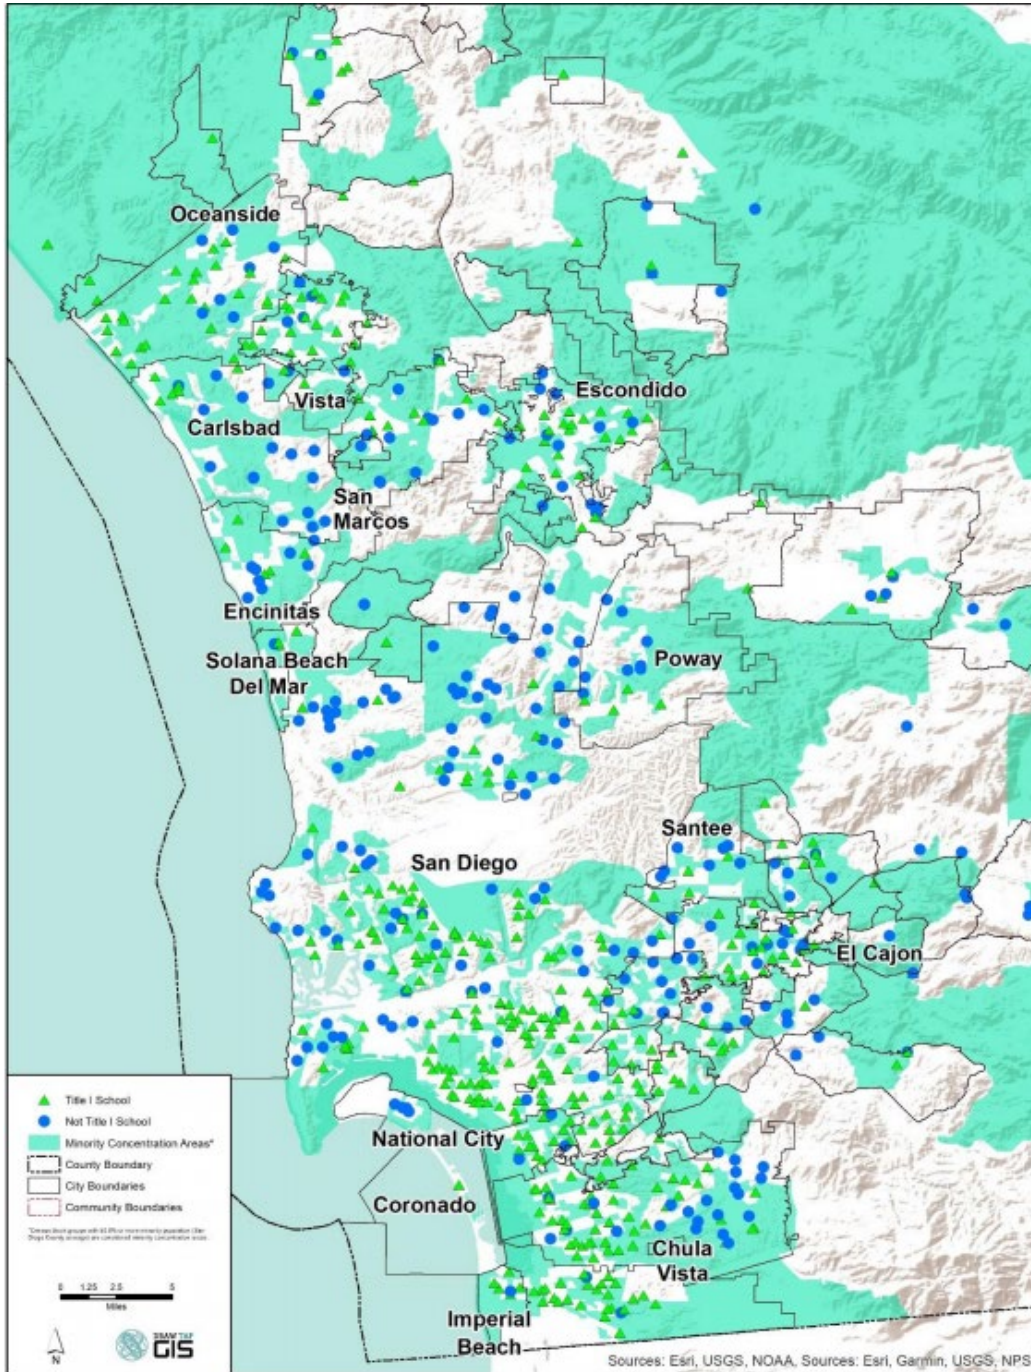 Oceanside
Escondido
Vista
Carlsbad
San
Marcos
Encinitas
Solana Beach
Del Mar
Poway
Santee
San Diego
El Cajon
National City
Coronado
Chula
Vista
Imperial
Beach
Title I School
Not Title I School
Minority Concentration Areas*
County Boundary
City Boundaries
Community Boundaries
0 1.25 2.5 5
Miles
N
GIS
Sources: Esri, USGS, NOAA, Sources: Esri, Garmin, USGS, NPS